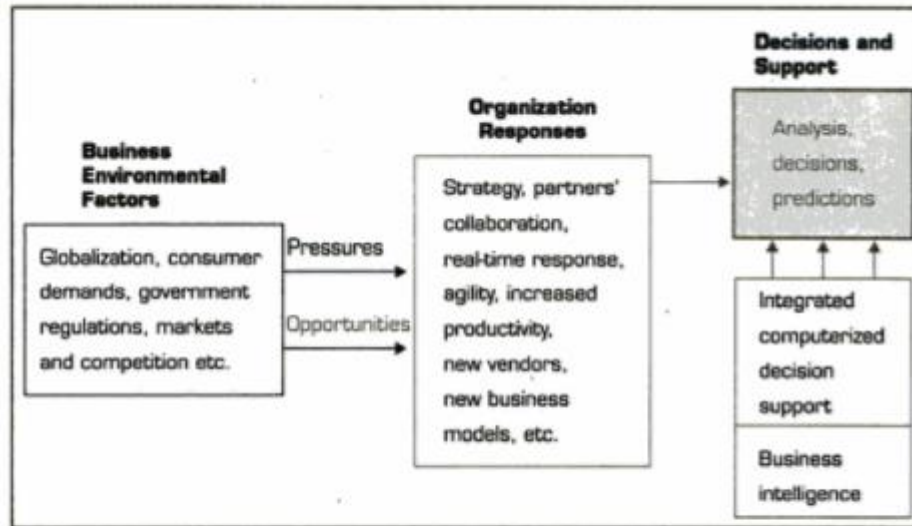 Business
Environmental
Factors
Globalization, consumer
demands, government
regulations, markets
and competition etc.
Pressures
Opportunities
Organization
Responses
Strategy, partners'
collaboration,
real-time response,
agility, increased
productivity,
new vendors,
new business
models, etc.
Decisions and
Support
Analysis,
decisions,
predictions
Integrated
computerized
decision
support
Business
intelligence